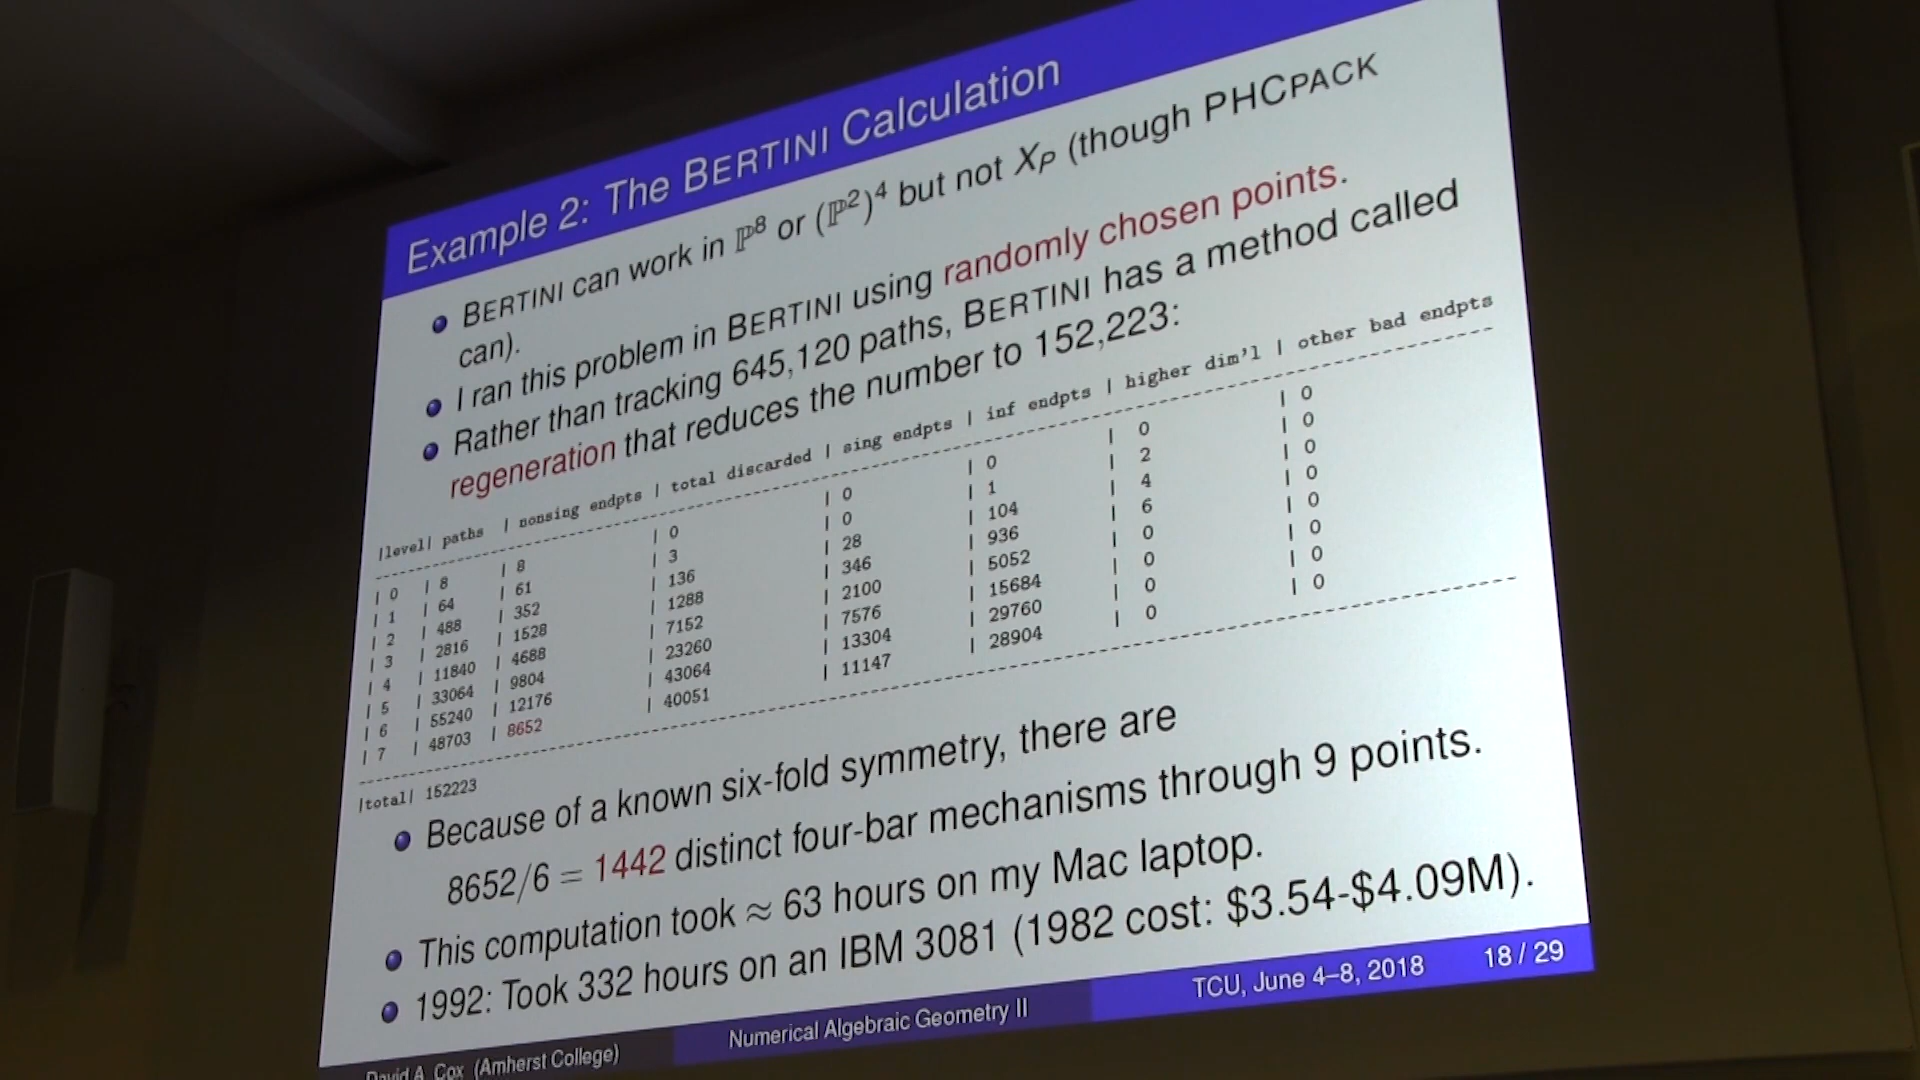 Example 2: The BERTINI Calculation
BERTINI can work in ℙ⁸ or (ℙ²)⁴ but not X_P (though PHCPACK
can).
I ran this problem in BERTINI using randomly chosen points.
Rather than tracking 645,120 paths, BERTINI has a method called
regeneration that reduces the number to 152,223:
|level| paths | nonsing endpts | total discarded | sing endpts | inf endpts | higher dim'l | other bad endpts
| 0 | 8 | 8 | 0 | 0 | 0 | 0 | 0
| 1 | 64 | 61 | 3 | 0 | 1 | 2 | 0
| 2 | 488 | 352 | 136 | 28 | 104 | 4 | 0
| 3 | 2816 | 1528 | 1288 | 346 | 936 | 6 | 0
| 4 | 11840 | 4688 | 7152 | 2100 | 5052 | 0 | 0
| 5 | 33064 | 9804 | 23260 | 7576 | 15684 | 0 | 0
| 6 | 55240 | 12176 | 43064 | 13304 | 29760 | 0 | 0
| 7 | 48703 | 8652 | 40051 | 11147 | 28904 | 0 | 0
|total| 152223
Because of a known six-fold symmetry, there are
8652/6 = 1442 distinct four-bar mechanisms through 9 points.
This computation took ≈ 63 hours on my Mac laptop.
1992: Took 332 hours on an IBM 3081 (1982 cost: $3.54-$4.09M).
David A. Cox (Amherst College)
Numerical Algebraic Geometry II
TCU, June 4–8, 2018
18 / 29